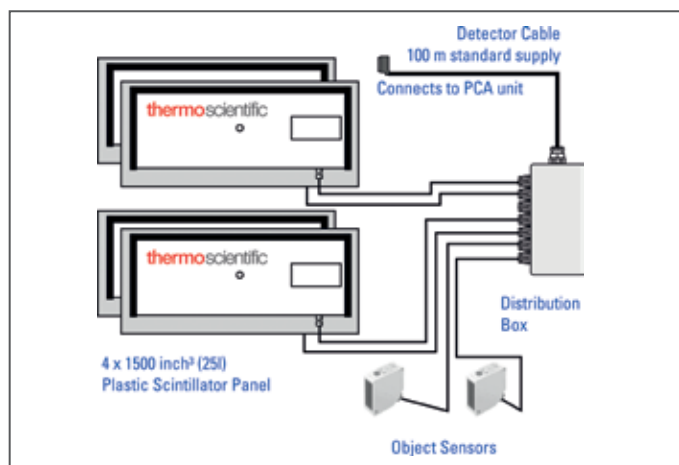 Detector Cable
100 m standard supply
Connects to PCA unit
thermoscientific
thermoscientific
Distribution
Box
4 x 1500 inch³ (25l)
Plastic Scintillator Panel
Object Sensors